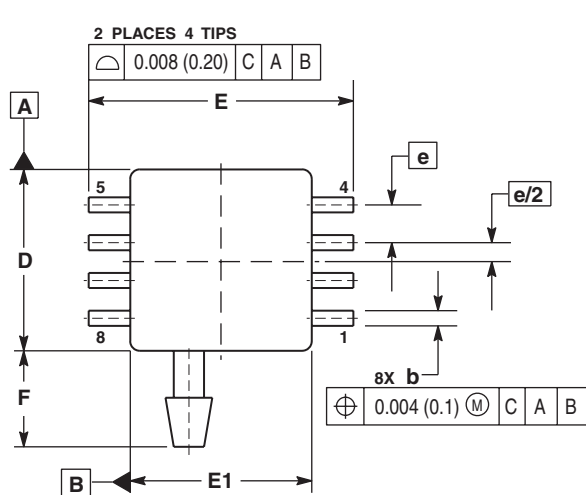 2 PLACES 4 TIPS
⌓ 0.008 (0.20) C A B
E
A
5
4
e
e/2
D
8
1
F
8X b
⌖ 0.004 (0.1) Ⓜ C A B
B
E1